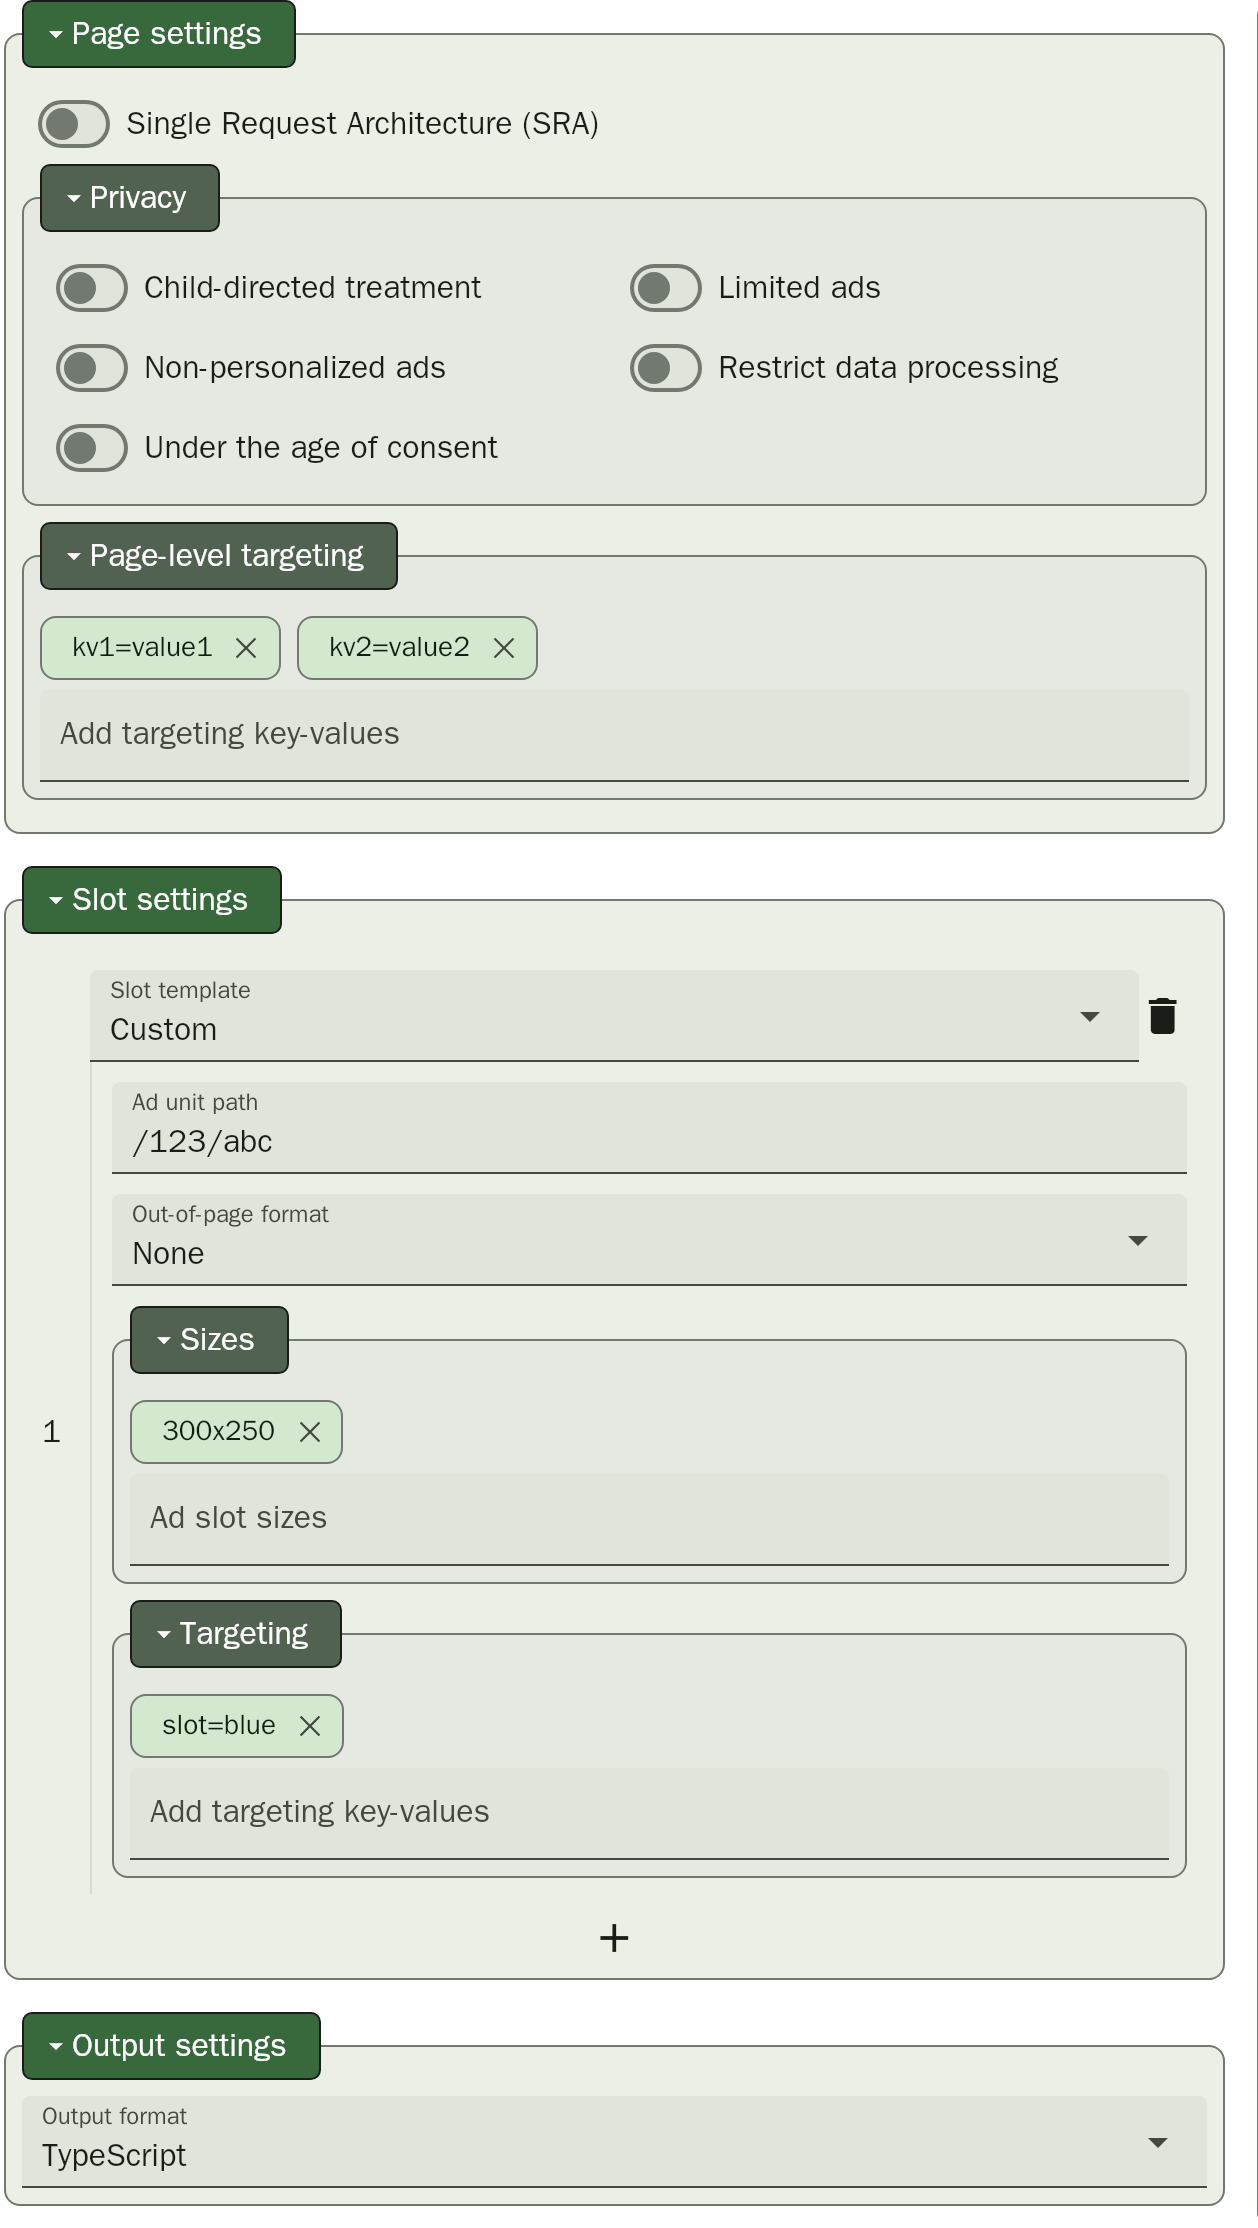 Page settings
Single Request Architecture (SRA)
Privacy
Child-directed treatment
Limited ads
Non-personalized ads
Restrict data processing
Under the age of consent
Page-level targeting
kv1=value1
kv2=value2
Add targeting key-values
Slot settings
Slot template
Custom
Ad unit path
/123/abc
Out-of-page format
None
Sizes
1
300x250
Ad slot sizes
Targeting
slot=blue
Add targeting key-values
Output settings
Output format
TypeScript